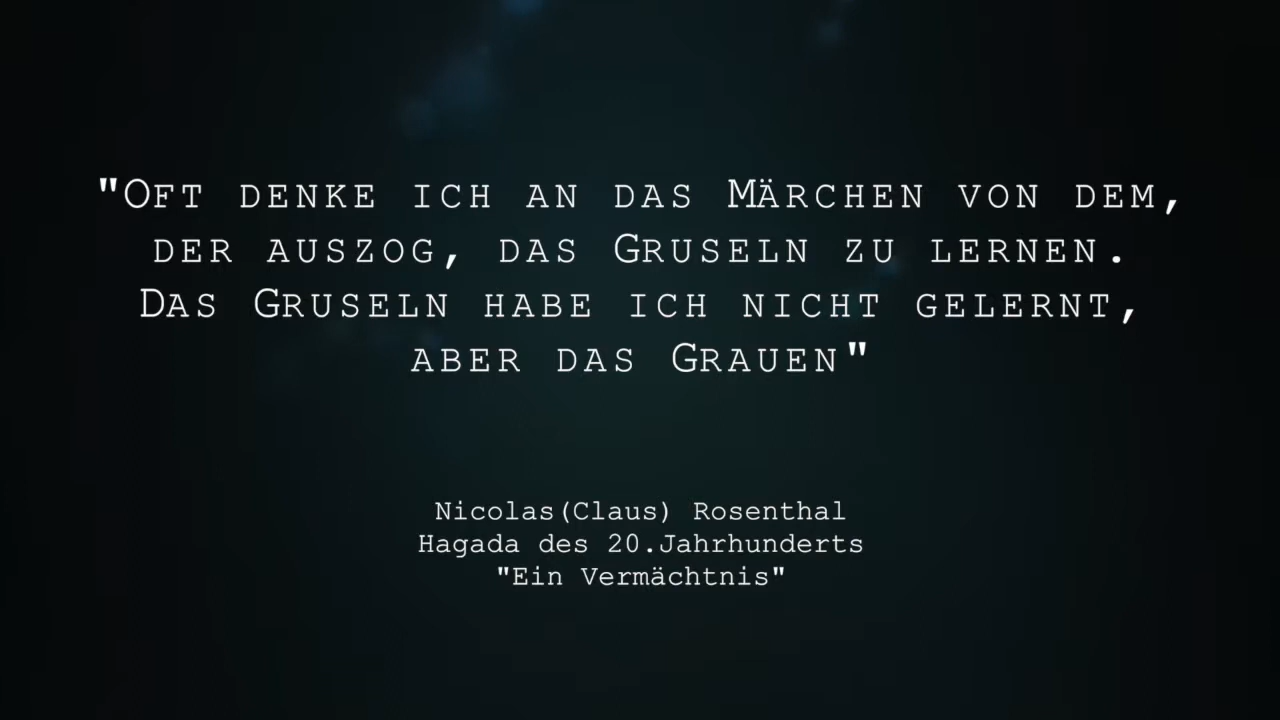 "Oft denke ich an das Märchen von dem,
der auszog, das Gruseln zu lernen.
Das Gruseln habe ich nicht gelernt,
aber das Grauen"
Nicolas(Claus) Rosenthal
Hagada des 20.Jahrhunderts
"Ein Vermächtnis"